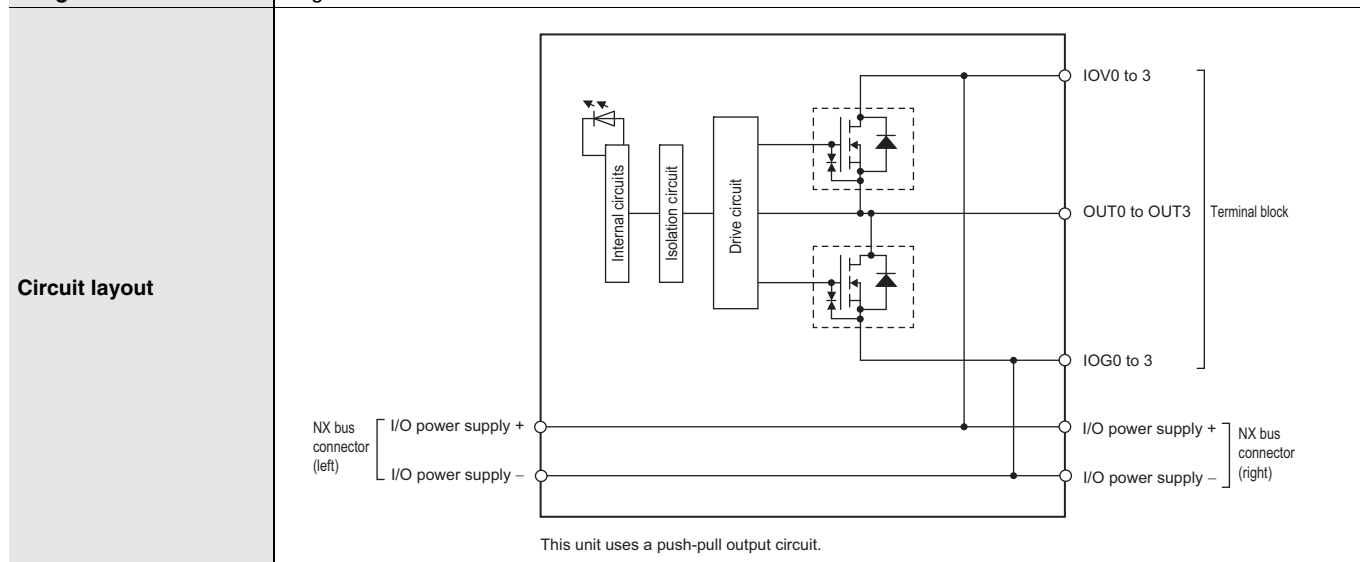 Circuit layout
Internal circuits
Isolation circuit
Drive circuit
IOV0 to 3
OUT0 to OUT3
Terminal block
IOG0 to 3
NX bus
connector
(left)
I/O power supply +
I/O power supply –
I/O power supply +
I/O power supply –
NX bus
connector
(right)
This unit uses a push-pull output circuit.